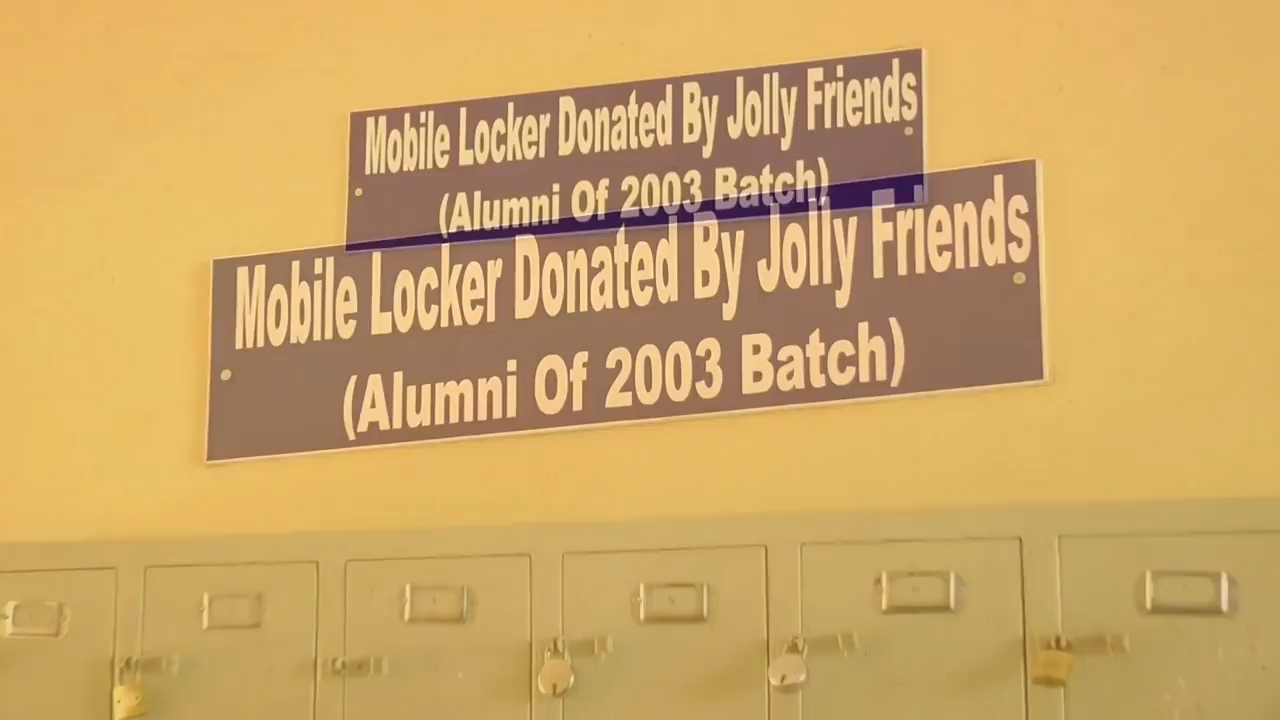 Mobile Locker Donated By Jolly Friends
(Alumni Of 2003 Batch)
Mobile Locker Donated By Jolly Friends
(Alumni Of 2003 Batch)